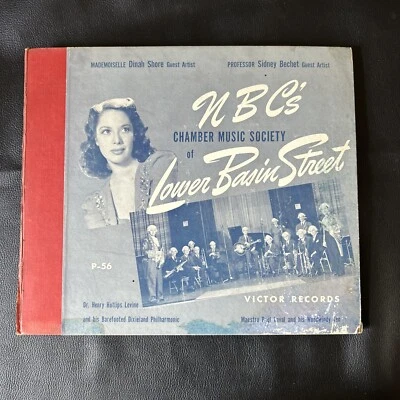 MADEMOISELLE Dinah Shore Guest Artist
PROFESSOR Sidney Bechet Guest Artist
NBC's
CHAMBER MUSIC SOCIETY
of
Lower Basin Street
P-56
VICTOR RECORDS
Dr. Henry Hotlips Levine
and his Barefooted Dixieland Philharmonic
Maestro Paul Laval and his Woodwindy Ten